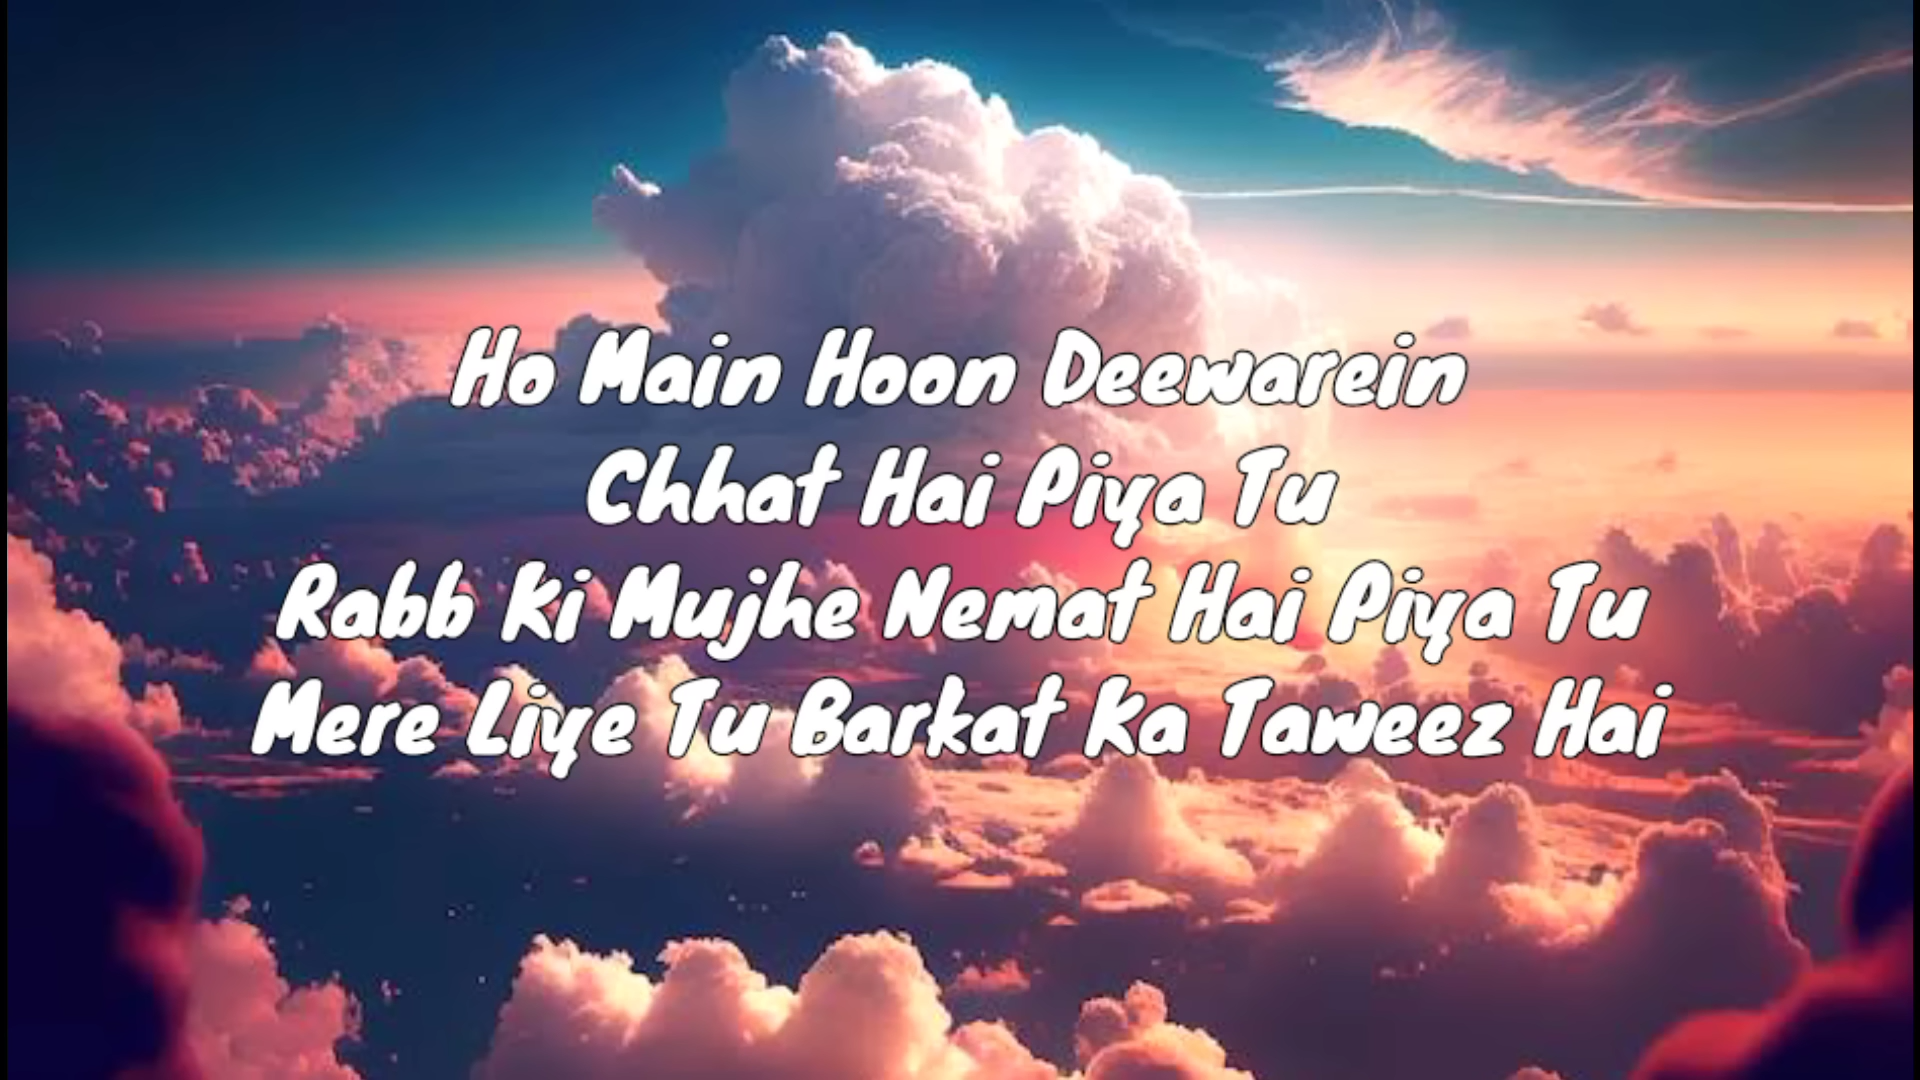 Ho Main Hoon Deewarein
Chhat Hai Piya Tu
Rabb Ki Mujhe Nemat Hai Piya Tu
Mere Liye Tu Barkat Ka Taweez Hai